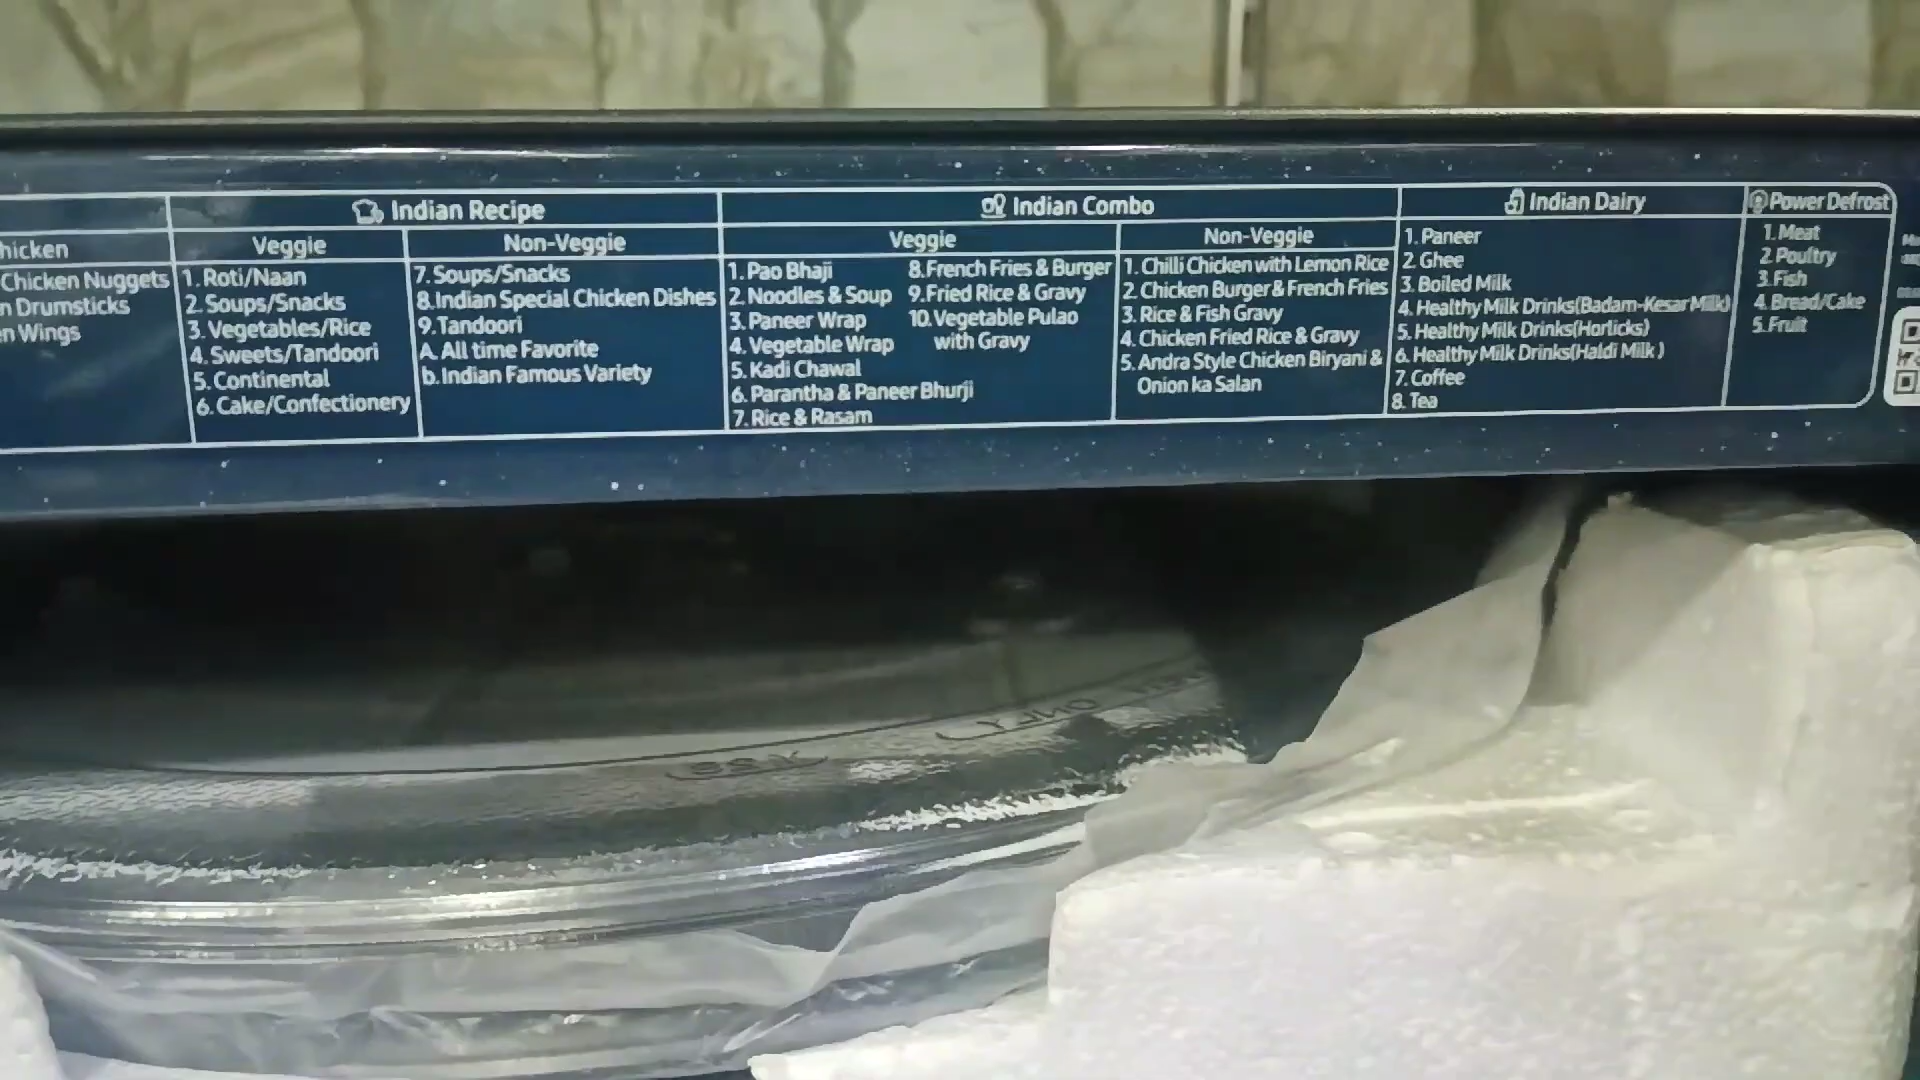 hicken
Chicken Nuggets
n Drumsticks
n Wings
Indian Recipe
Veggie
1. Roti/Naan
2. Soups/Snacks
3. Vegetables/Rice
4. Sweets/Tandoori
5. Continental
6. Cake/Confectionery
Non-Veggie
7. Soups/Snacks
8. Indian Special Chicken Dishes
9. Tandoori
A. All time Favorite
b. Indian Famous Variety
Indian Combo
Veggie
1. Pao Bhaji
2. Noodles & Soup
3. Paneer Wrap
4. Vegetable Wrap
5. Kadi Chawal
6. Parantha & Paneer Bhurji
7. Rice & Rasam
8. French Fries & Burger
9. Fried Rice & Gravy
10. Vegetable Pulao
with Gravy
Non-Veggie
1. Chilli Chicken with Lemon Rice
2. Chicken Burger & French Fries
3. Rice & Fish Gravy
4. Chicken Fried Rice & Gravy
5. Andra Style Chicken Biryani &
Onion ka Salan
Indian Dairy
1. Paneer
2. Ghee
3. Boiled Milk
4. Healthy Milk Drinks(Badam-Kesar Milk)
5. Healthy Milk Drinks(Horlicks)
6. Healthy Milk Drinks(Haldi Milk )
7. Coffee
8. Tea
Power Defrost
1. Meat
2. Poultry
3. Fish
4. Bread/Cake
5. Fruit
ONLY